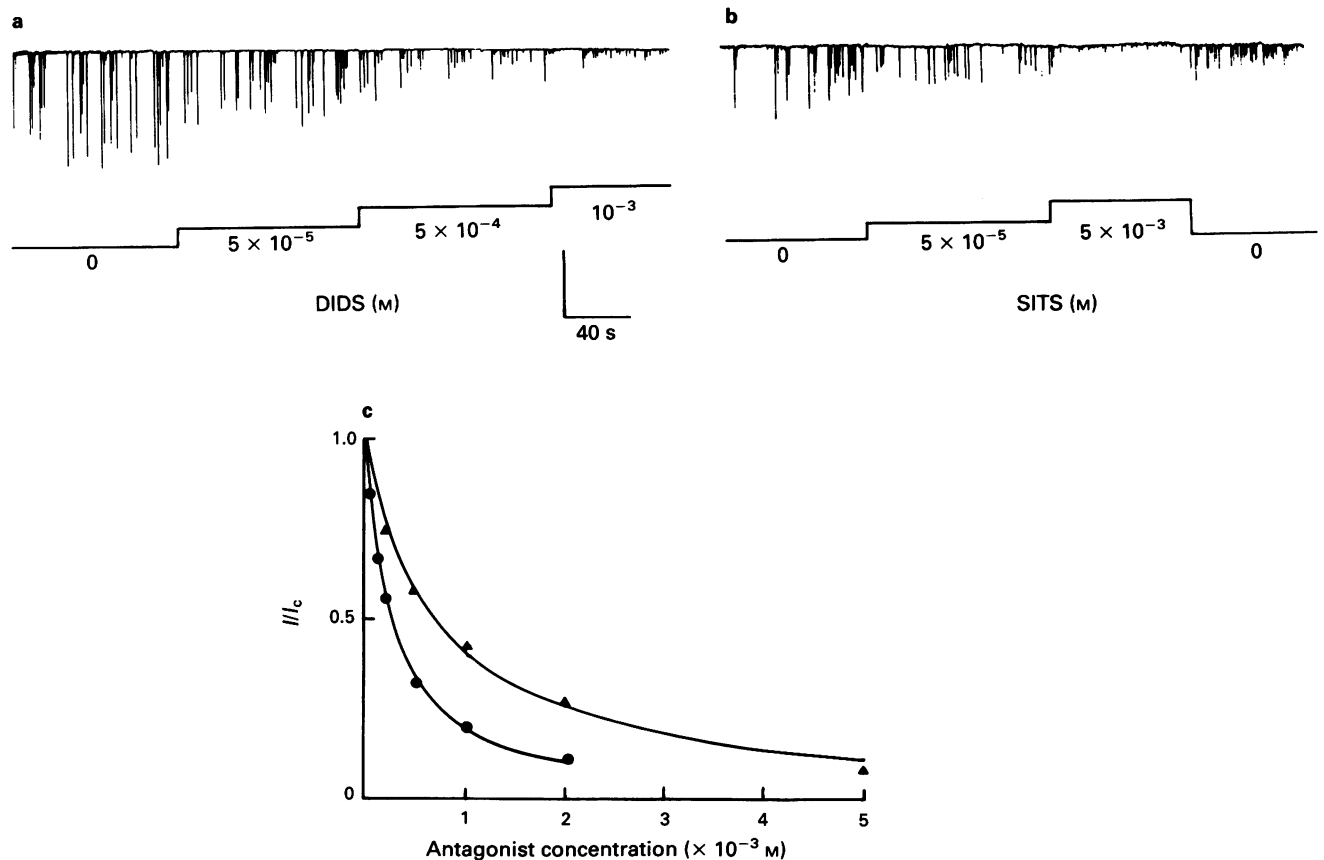 a
0
5 × 10⁻⁵
5 × 10⁻⁴
10⁻³
DIDS (M)
40 s
b
0
5 × 10⁻⁵
5 × 10⁻³
0
SITS (M)
c
1.0
0.5
0
I/I꜀
1
2
3
4
5
Antagonist concentration (× 10⁻³ M)